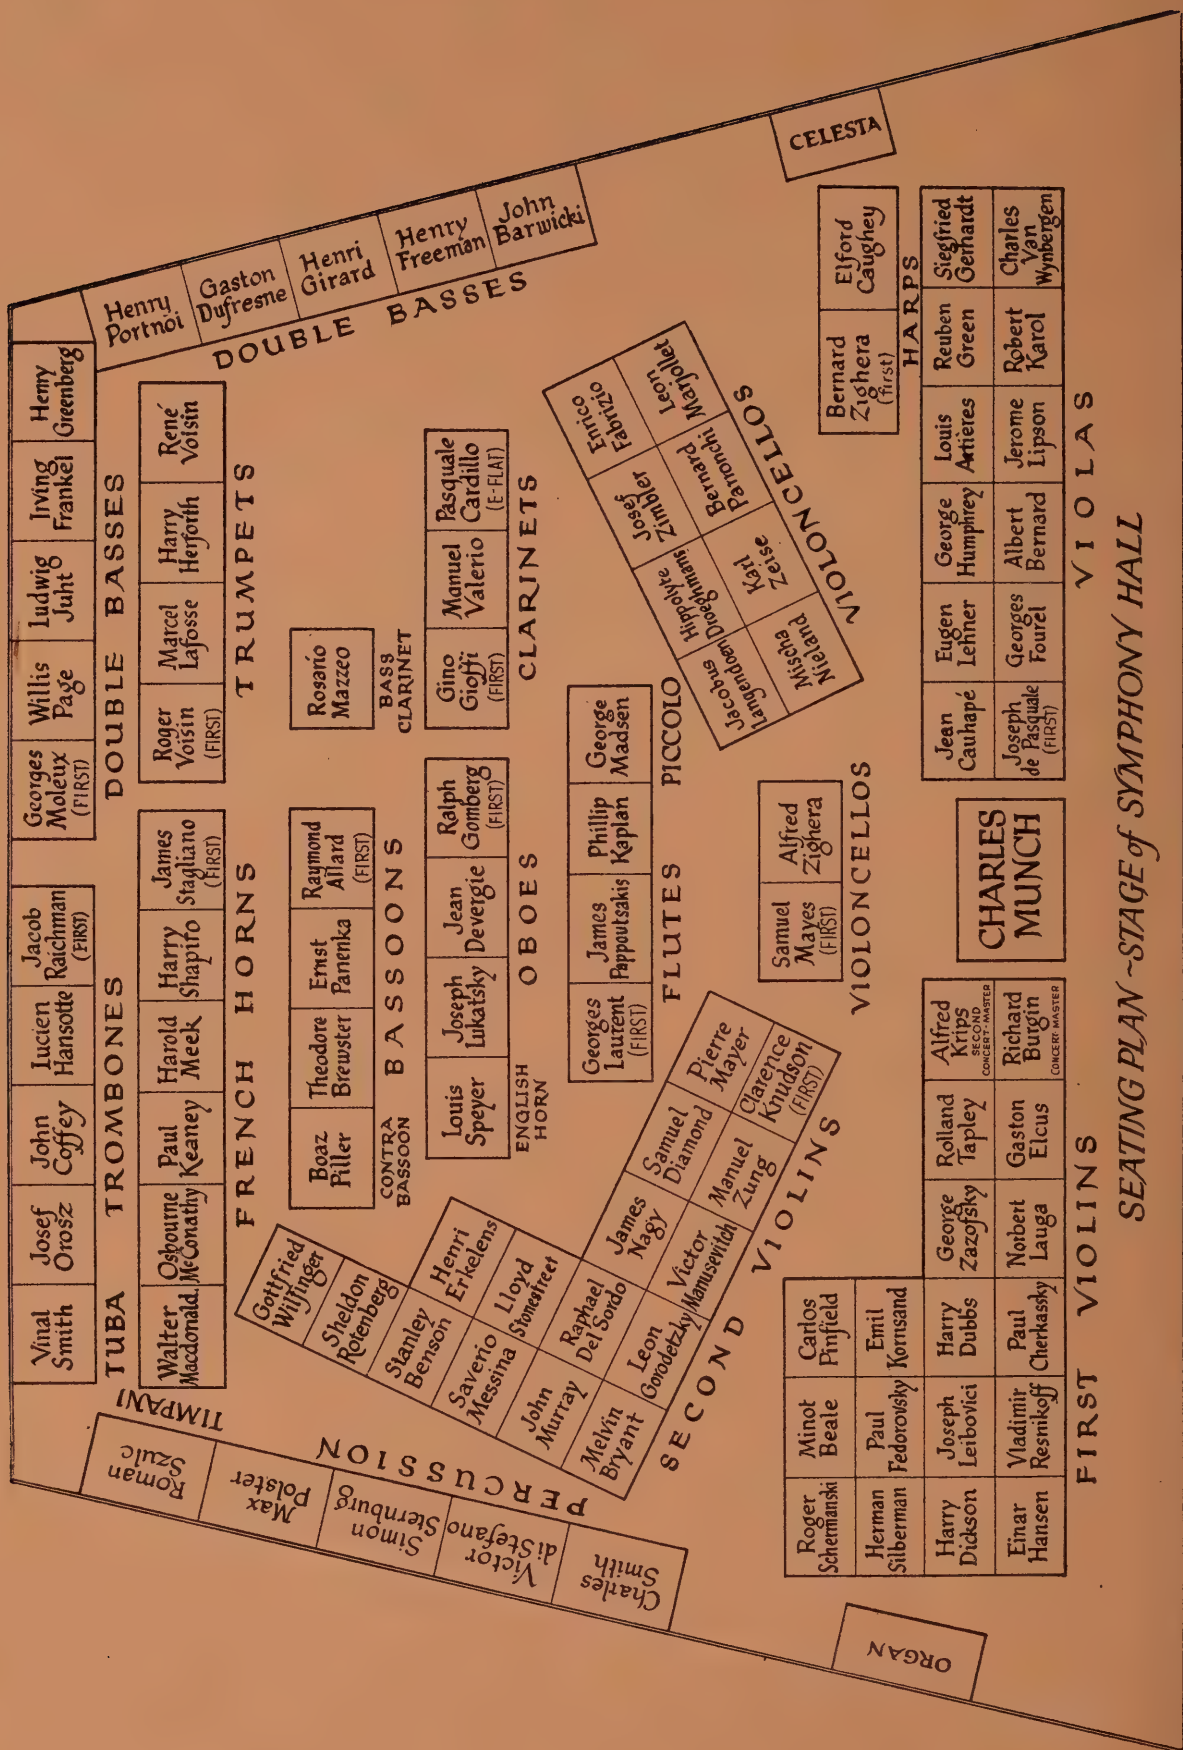 Vinal
Smith
Josef
Orosz
John
Coffey
Lucien
Hansotte
Jacob
Raichman
(FIRST)
Georges
Moleux
(FIRST)
Willis
Page
Ludwig
Juht
Irving
Frankel
Henry
Greenberg
TUBA TROMBONES
DOUBLE BASSES
Henry
Portnoi
Gaston
Dufresne
Henri
Girard
Henry
Freeman
John
Barwicki
DOUBLE BASSES
Walter
Macdonald
Osbourne
McConathy
Paul
Keaney
Harold
Meek
Harry
Shapiro
James
Stagliano
(FIRST)
FRENCH HORNS
Roger
Voisin
(FIRST)
Marcel
Lafosse
Harry
Herforth
René
Voisin
TRUMPETS
TIMPANI
PERCUSSION
Roman
Szulc
Max
Polster
Simon
Sternburg
Victor
diStefano
Charles
Smith
Boaz
Piller
Theodore
Brewster
Ernst
Panenka
Raymond
Allard
(FIRST)
CONTRA
BASSOON
BASSOONS
Rosario
Mazzeo
BASS
CLARINET
Louis
Speyer
Joseph
Lukatsky
Jean
Devergie
Ralph
Gomberg
(FIRST)
ENGLISH
HORN
OBOES
Gino
Cioffi
(FIRST)
Manuel
Valerio
Pasquale
Cardillo
(E-FLAT)
CLARINETS
Georges
Laurent
(FIRST)
James
Pappoutsakis
Phillip
Kaplan
George
Madsen
FLUTES PICCOLO
Gottfried
Wilfinger
Sheldon
Rotenberg
Stanley
Benson
Henri
Erkelens
Saverio
Messina
Lloyd
Stonestreet
John
Murray
Raphael
Del Sordo
James
Nagy
Samuel
Diamond
Pierre
Mayer
Melvin
Bryant
Leon
Gorodetzky
Victor
Manusevitch
Manuel
Zung
Clarence
Knudson
(FIRST)
SECOND VIOLINS
Jacobus
Langendoen
Hippolyte
Droeghmans
Josef
Zimbler
Enrico
Fabrizio
Mischa
Nieland
Karl
Zeise
Bernard
Parronchi
Leon
Marjollet
VIOLONCELLOS
Samuel
Mayes
(FIRST)
Alfred
Zighera
VIOLONCELLOS
CELESTA
Bernard
Zighera
(first)
Elford
Caughey
HARPS
Roger
Schermanski
Minot
Beale
Carlos
Pinfield
Herman
Silberman
Paul
Fedorovsky
Emil
Kornsand
Harry
Dickson
Joseph
Leibovici
Harry
Dubbs
George
Zazofsky
Rolland
Tapley
Alfred
Krips
SECOND
CONCERT-MASTER
Einar
Hansen
Vladimir
Resnikoff
Paul
Cherkassky
Norbert
Lauga
Gaston
Elcus
Richard
Burgin
CONCERT-MASTER
FIRST VIOLINS
CHARLES
MUNCH
Jean
Cauhapé
Eugen
Lehner
George
Humphrey
Louis
Artières
Reuben
Green
Siegfried
Gerhardt
Joseph
de Pasquale
(FIRST)
Georges
Fourel
Albert
Bernard
Jerome
Lipson
Robert
Karol
Charles
Van
Wynbergen
VIOLAS
ORGAN
SEATING PLAN ~ STAGE of SYMPHONY HALL